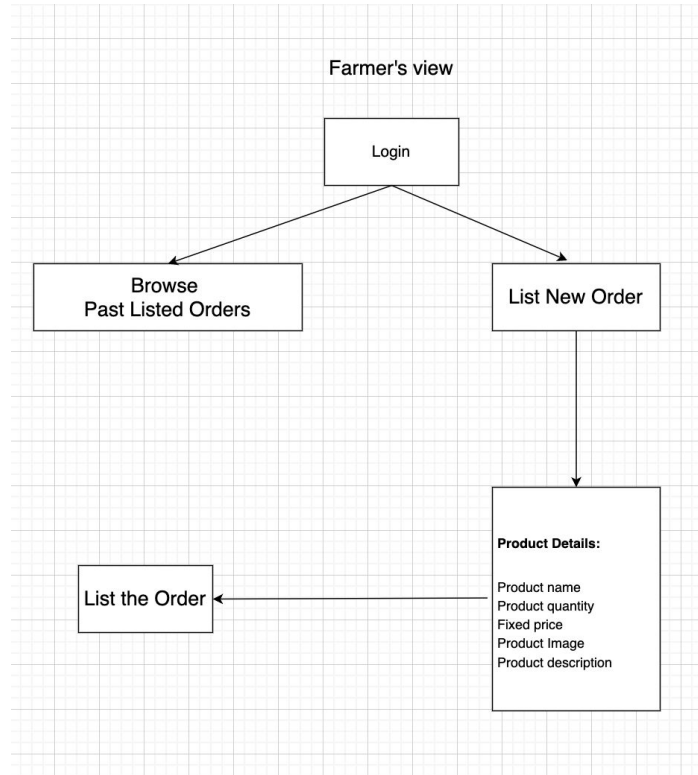 Farmer's view
Login
Browse
Past Listed Orders
List New Order
Product Details:
Product name
Product quantity
Fixed price
Product Image
Product description
List the Order